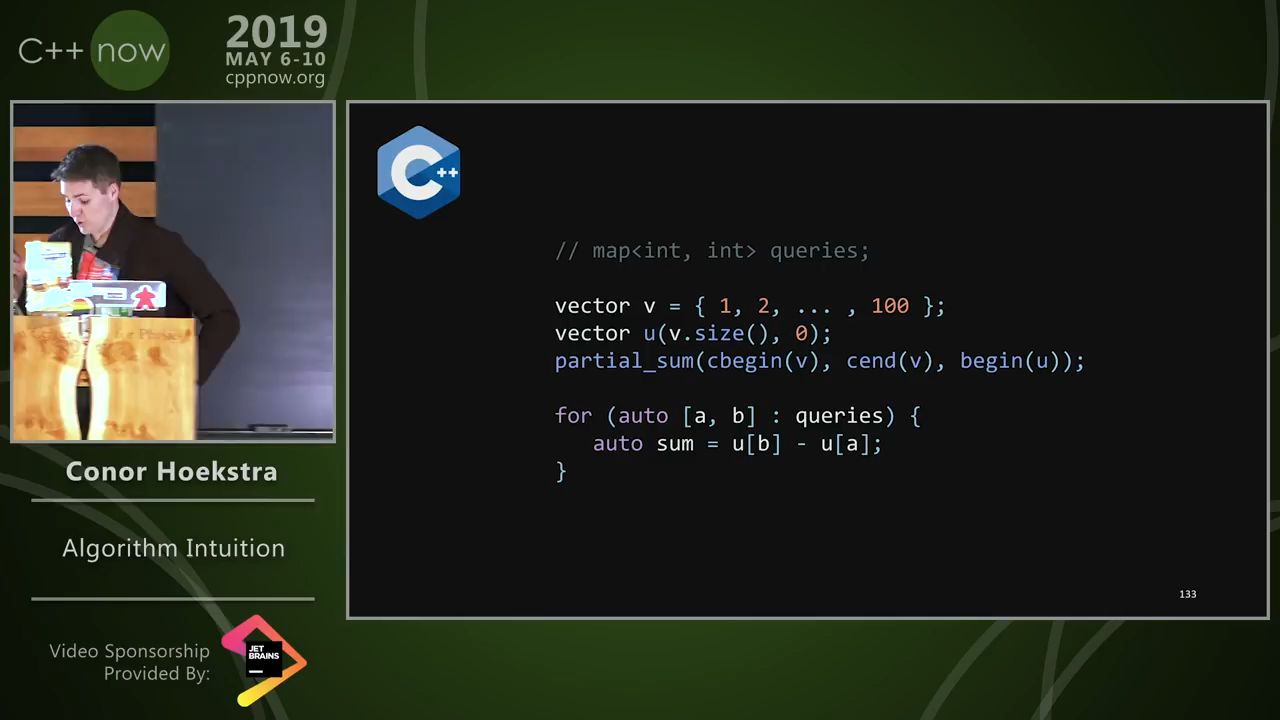 C++ now
2019
MAY 6-10
cppnow.org
C++
// map<int, int> queries;
vector v = { 1, 2, ... , 100 };
vector u(v.size(), 0);
partial_sum(cbegin(v), cend(v), begin(u));
for (auto [a, b] : queries) {
auto sum = u[b] - u[a];
}
133
Conor Hoekstra
Algorithm Intuition
Video Sponsorship
Provided By:
JET
BRAINS